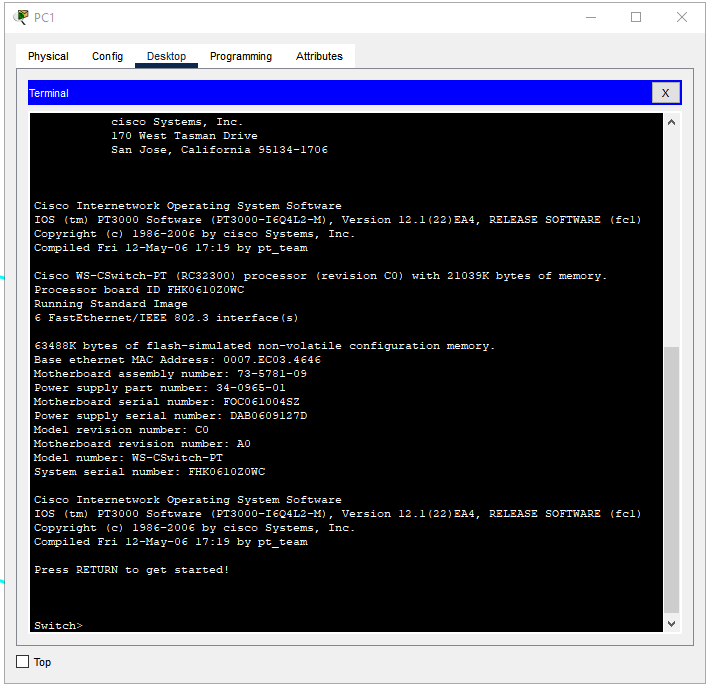 PC1
Physical Config Desktop Programming Attributes
Terminal X
cisco Systems, Inc.
170 West Tasman Drive
San Jose, California 95134-1706
Cisco Internetwork Operating System Software
IOS (tm) PT3000 Software (PT3000-I6Q4L2-M), Version 12.1(22)EA4, RELEASE SOFTWARE (fc1)
Copyright (c) 1986-2006 by cisco Systems, Inc.
Compiled Fri 12-May-06 17:19 by pt_team
Cisco WS-CSwitch-PT (RC32300) processor (revision C0) with 21039K bytes of memory.
Processor board ID FHK0610Z0WC
Running Standard Image
6 FastEthernet/IEEE 802.3 interface(s)
63488K bytes of flash-simulated non-volatile configuration memory.
Base ethernet MAC Address: 0007.EC03.4646
Motherboard assembly number: 73-5781-09
Power supply part number: 34-0965-01
Motherboard serial number: FOC061004SZ
Power supply serial number: DAB0609127D
Model revision number: C0
Motherboard revision number: A0
Model number: WS-CSwitch-PT
System serial number: FHK0610Z0WC
Cisco Internetwork Operating System Software
IOS (tm) PT3000 Software (PT3000-I6Q4L2-M), Version 12.1(22)EA4, RELEASE SOFTWARE (fc1)
Copyright (c) 1986-2006 by cisco Systems, Inc.
Compiled Fri 12-May-06 17:19 by pt_team
Press RETURN to get started!
Switch>
Top